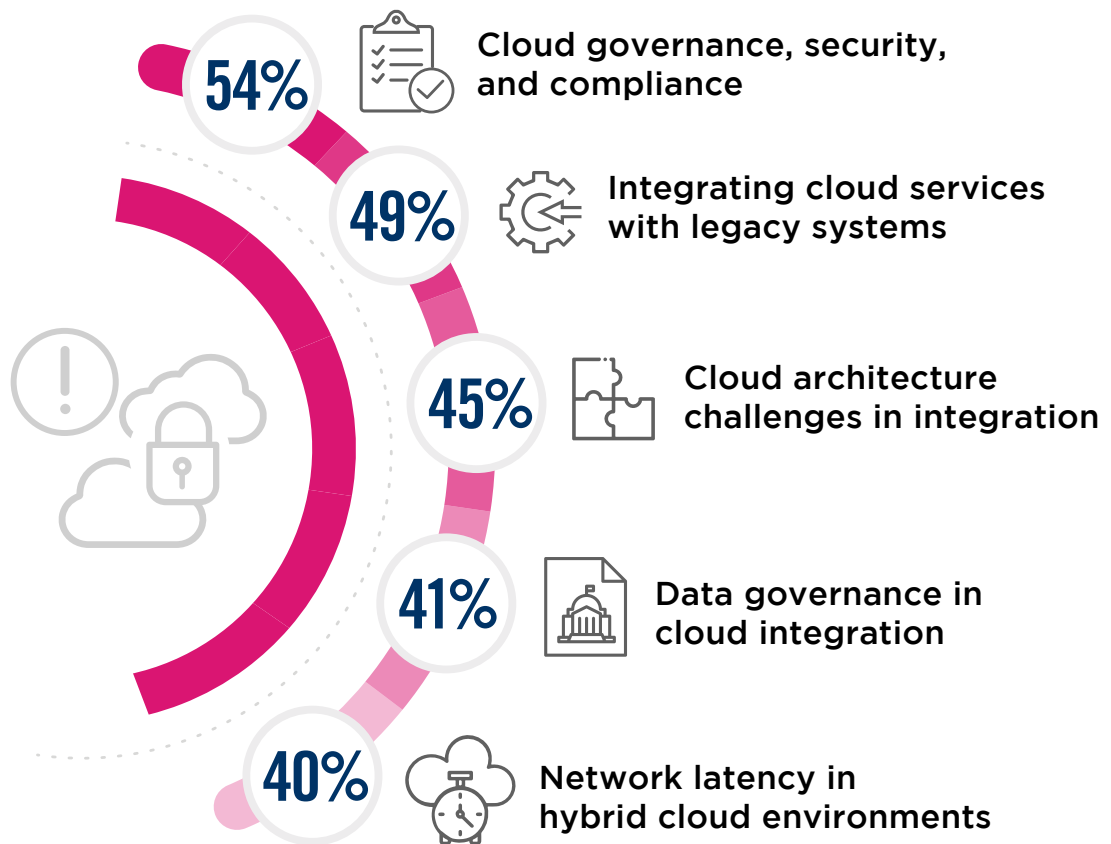 54%
Cloud governance, security,
and compliance
49%
Integrating cloud services
with legacy systems
45%
Cloud architecture
challenges in integration
41%
Data governance in
cloud integration
40%
Network latency in
hybrid cloud environments